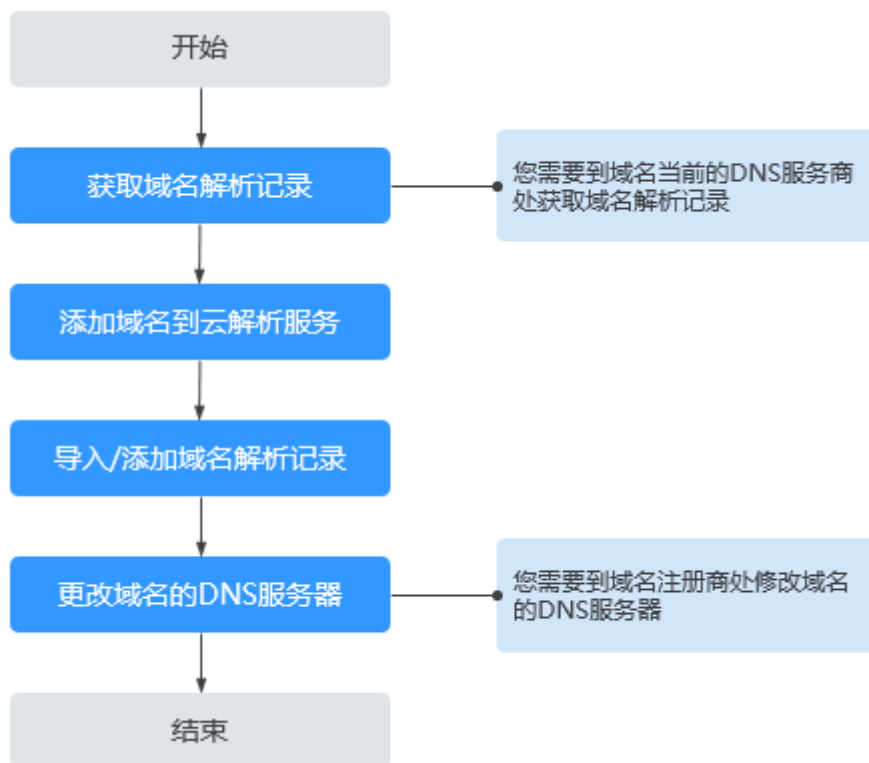 开始
获取域名解析记录
您需要到域名当前的DNS服务商
处获取域名解析记录
添加域名到云解析服务
导入/添加域名解析记录
更改域名的DNS服务器
您需要到域名注册商处修改域名
的DNS服务器
结束